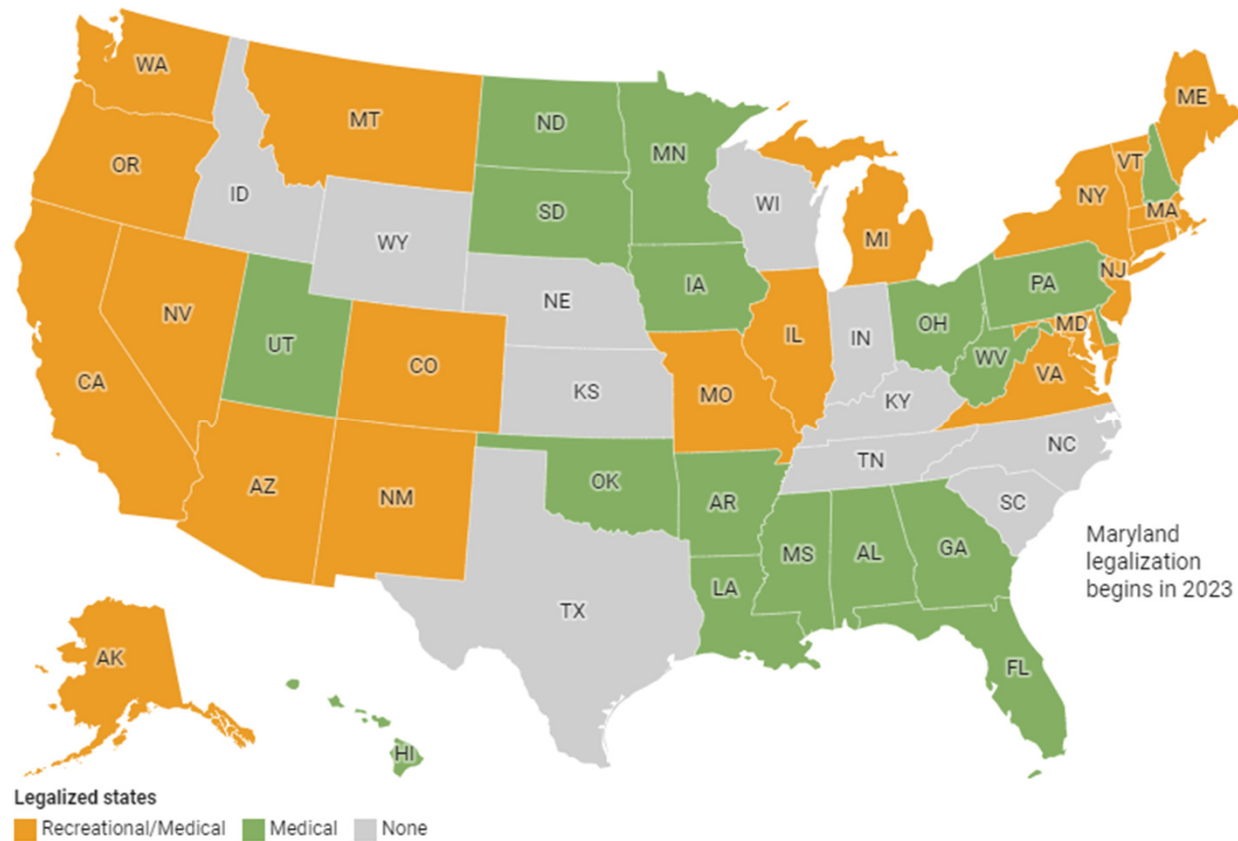 WA
MT
ND
MN
ME
OR
ID
SD
WI
VT
NY
MA
WY
MI
IA
PA
NJ
NE
NV
UT
CO
IL
IN
OH
MD
WV
VA
CA
KS
MO
KY
NC
TN
AZ
NM
OK
AR
SC
MS
AL
GA
LA
TX
FL
AK
HI
Maryland
legalization
begins in 2023
Legalized states
Recreational/Medical Medical None